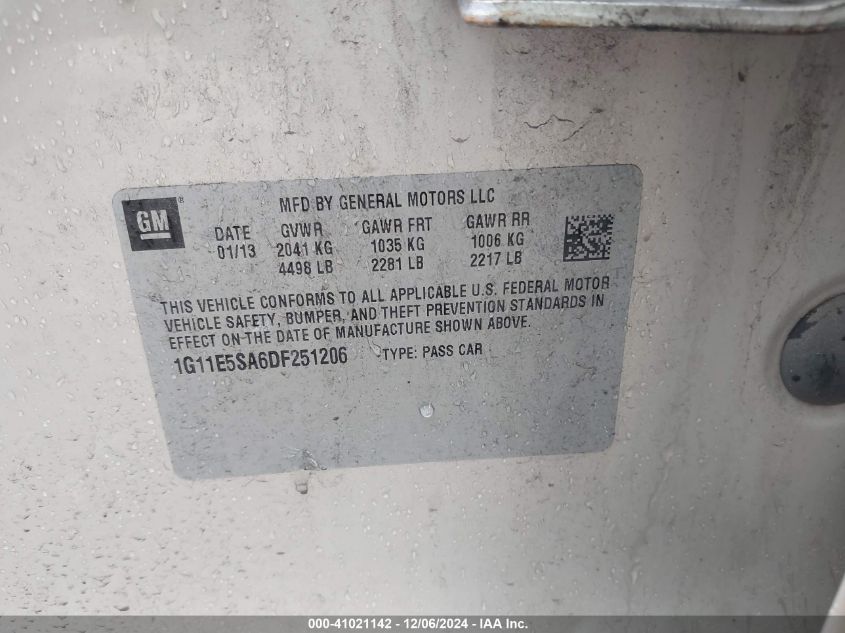 GM®
MFD BY GENERAL MOTORS LLC
DATE GVWR GAWR FRT GAWR RR
01/13 2041 KG 1035 KG 1006 KG
4498 LB 2281 LB 2217 LB
THIS VEHICLE CONFORMS TO ALL APPLICABLE U.S. FEDERAL MOTOR
VEHICLE SAFETY, BUMPER, AND THEFT PREVENTION STANDARDS IN
EFFECT ON THE DATE OF MANUFACTURE SHOWN ABOVE.
1G11E5SA6DF251206 TYPE: PASS CAR
000-41021142 - 12/06/2024 - IAA Inc.